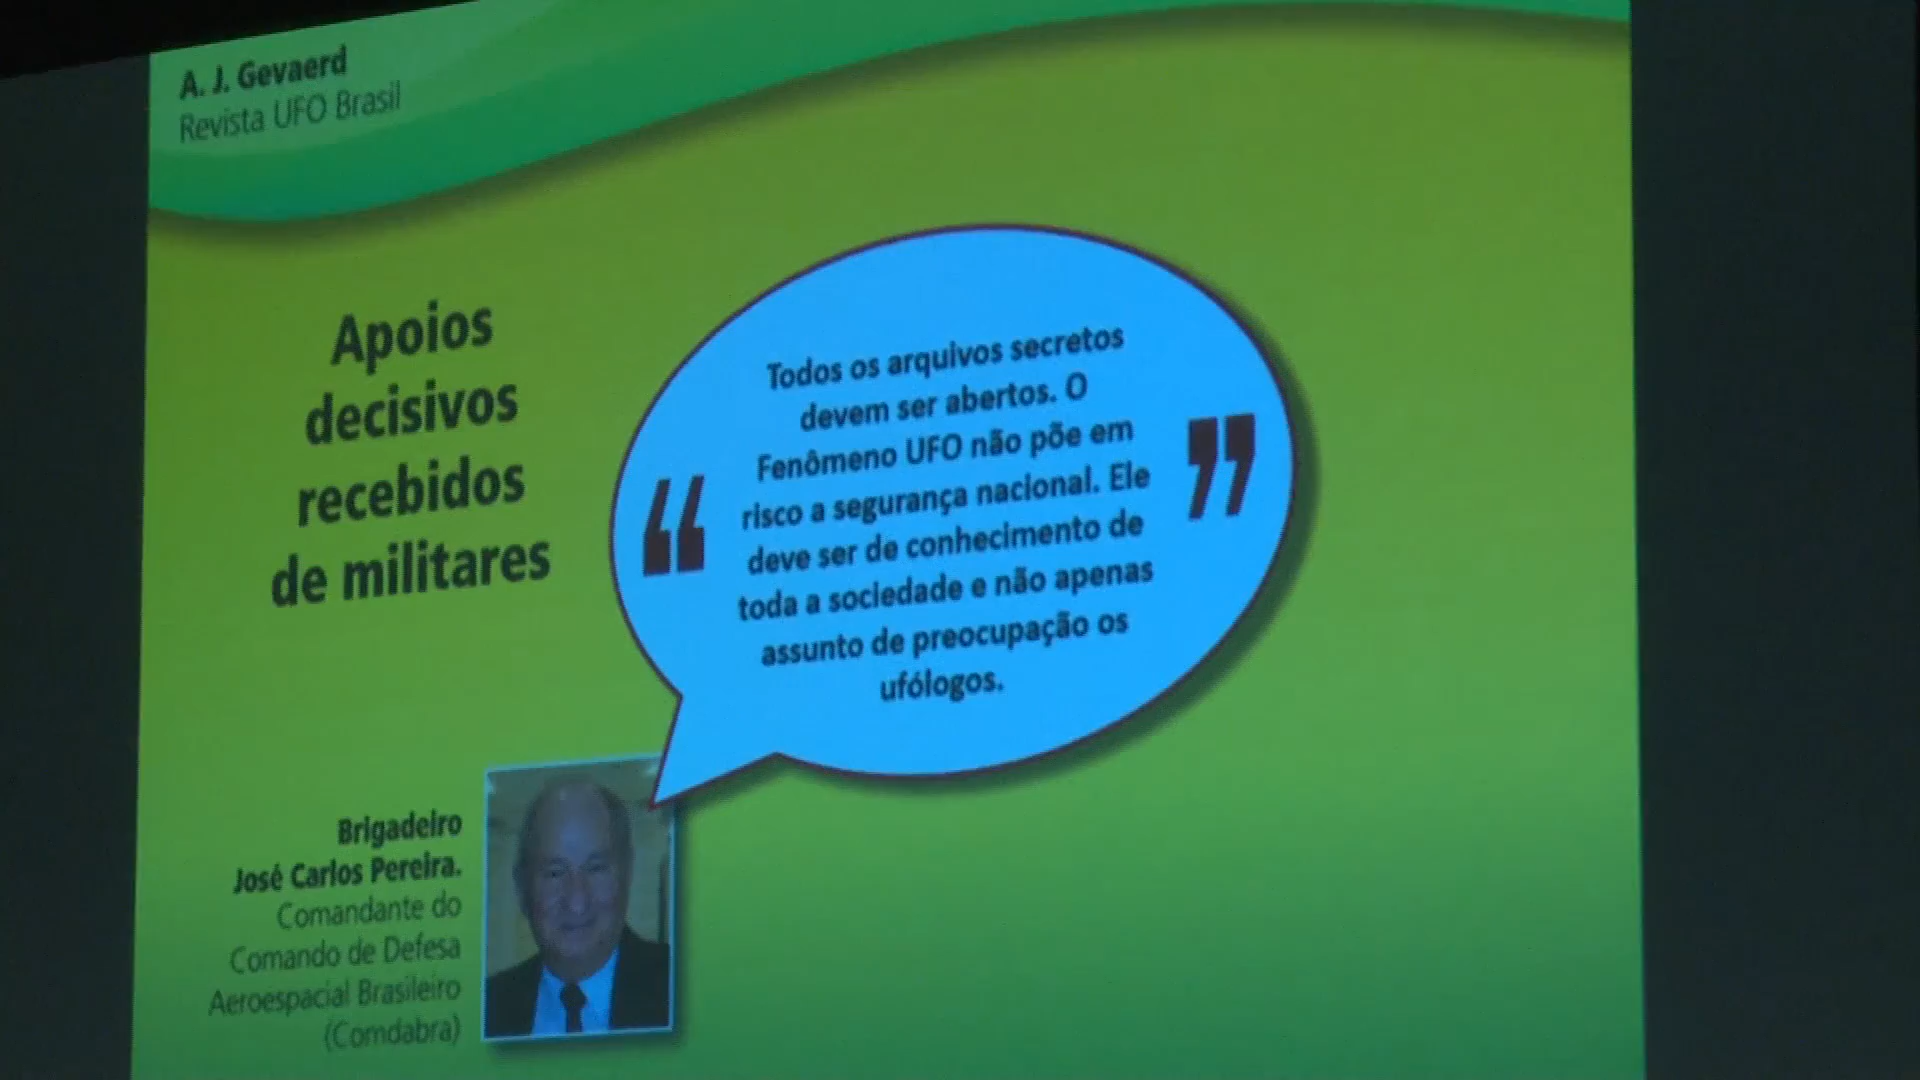 A. J. Gevaerd
Revista UFO Brasil
Apoios
decisivos
recebidos
de militares
“
Todos os arquivos secretos
devem ser abertos. O
Fenômeno UFO não põe em
risco a segurança nacional. Ele
deve ser de conhecimento de
toda a sociedade e não apenas
assunto de preocupação os
ufólogos.
”
Brigadeiro
José Carlos Pereira.
Comandante do
Comando de Defesa
Aeroespacial Brasileiro
(Comdabra)